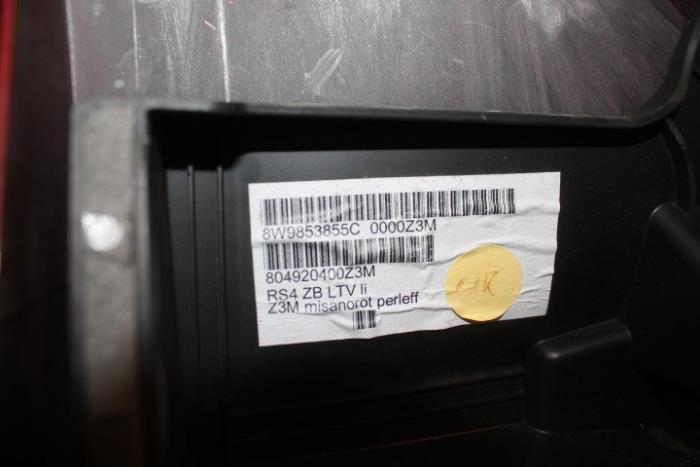 8W9853855C 0000Z3M
804920400Z3M
RS4 ZB LTV li
Z3M misanorot perleff